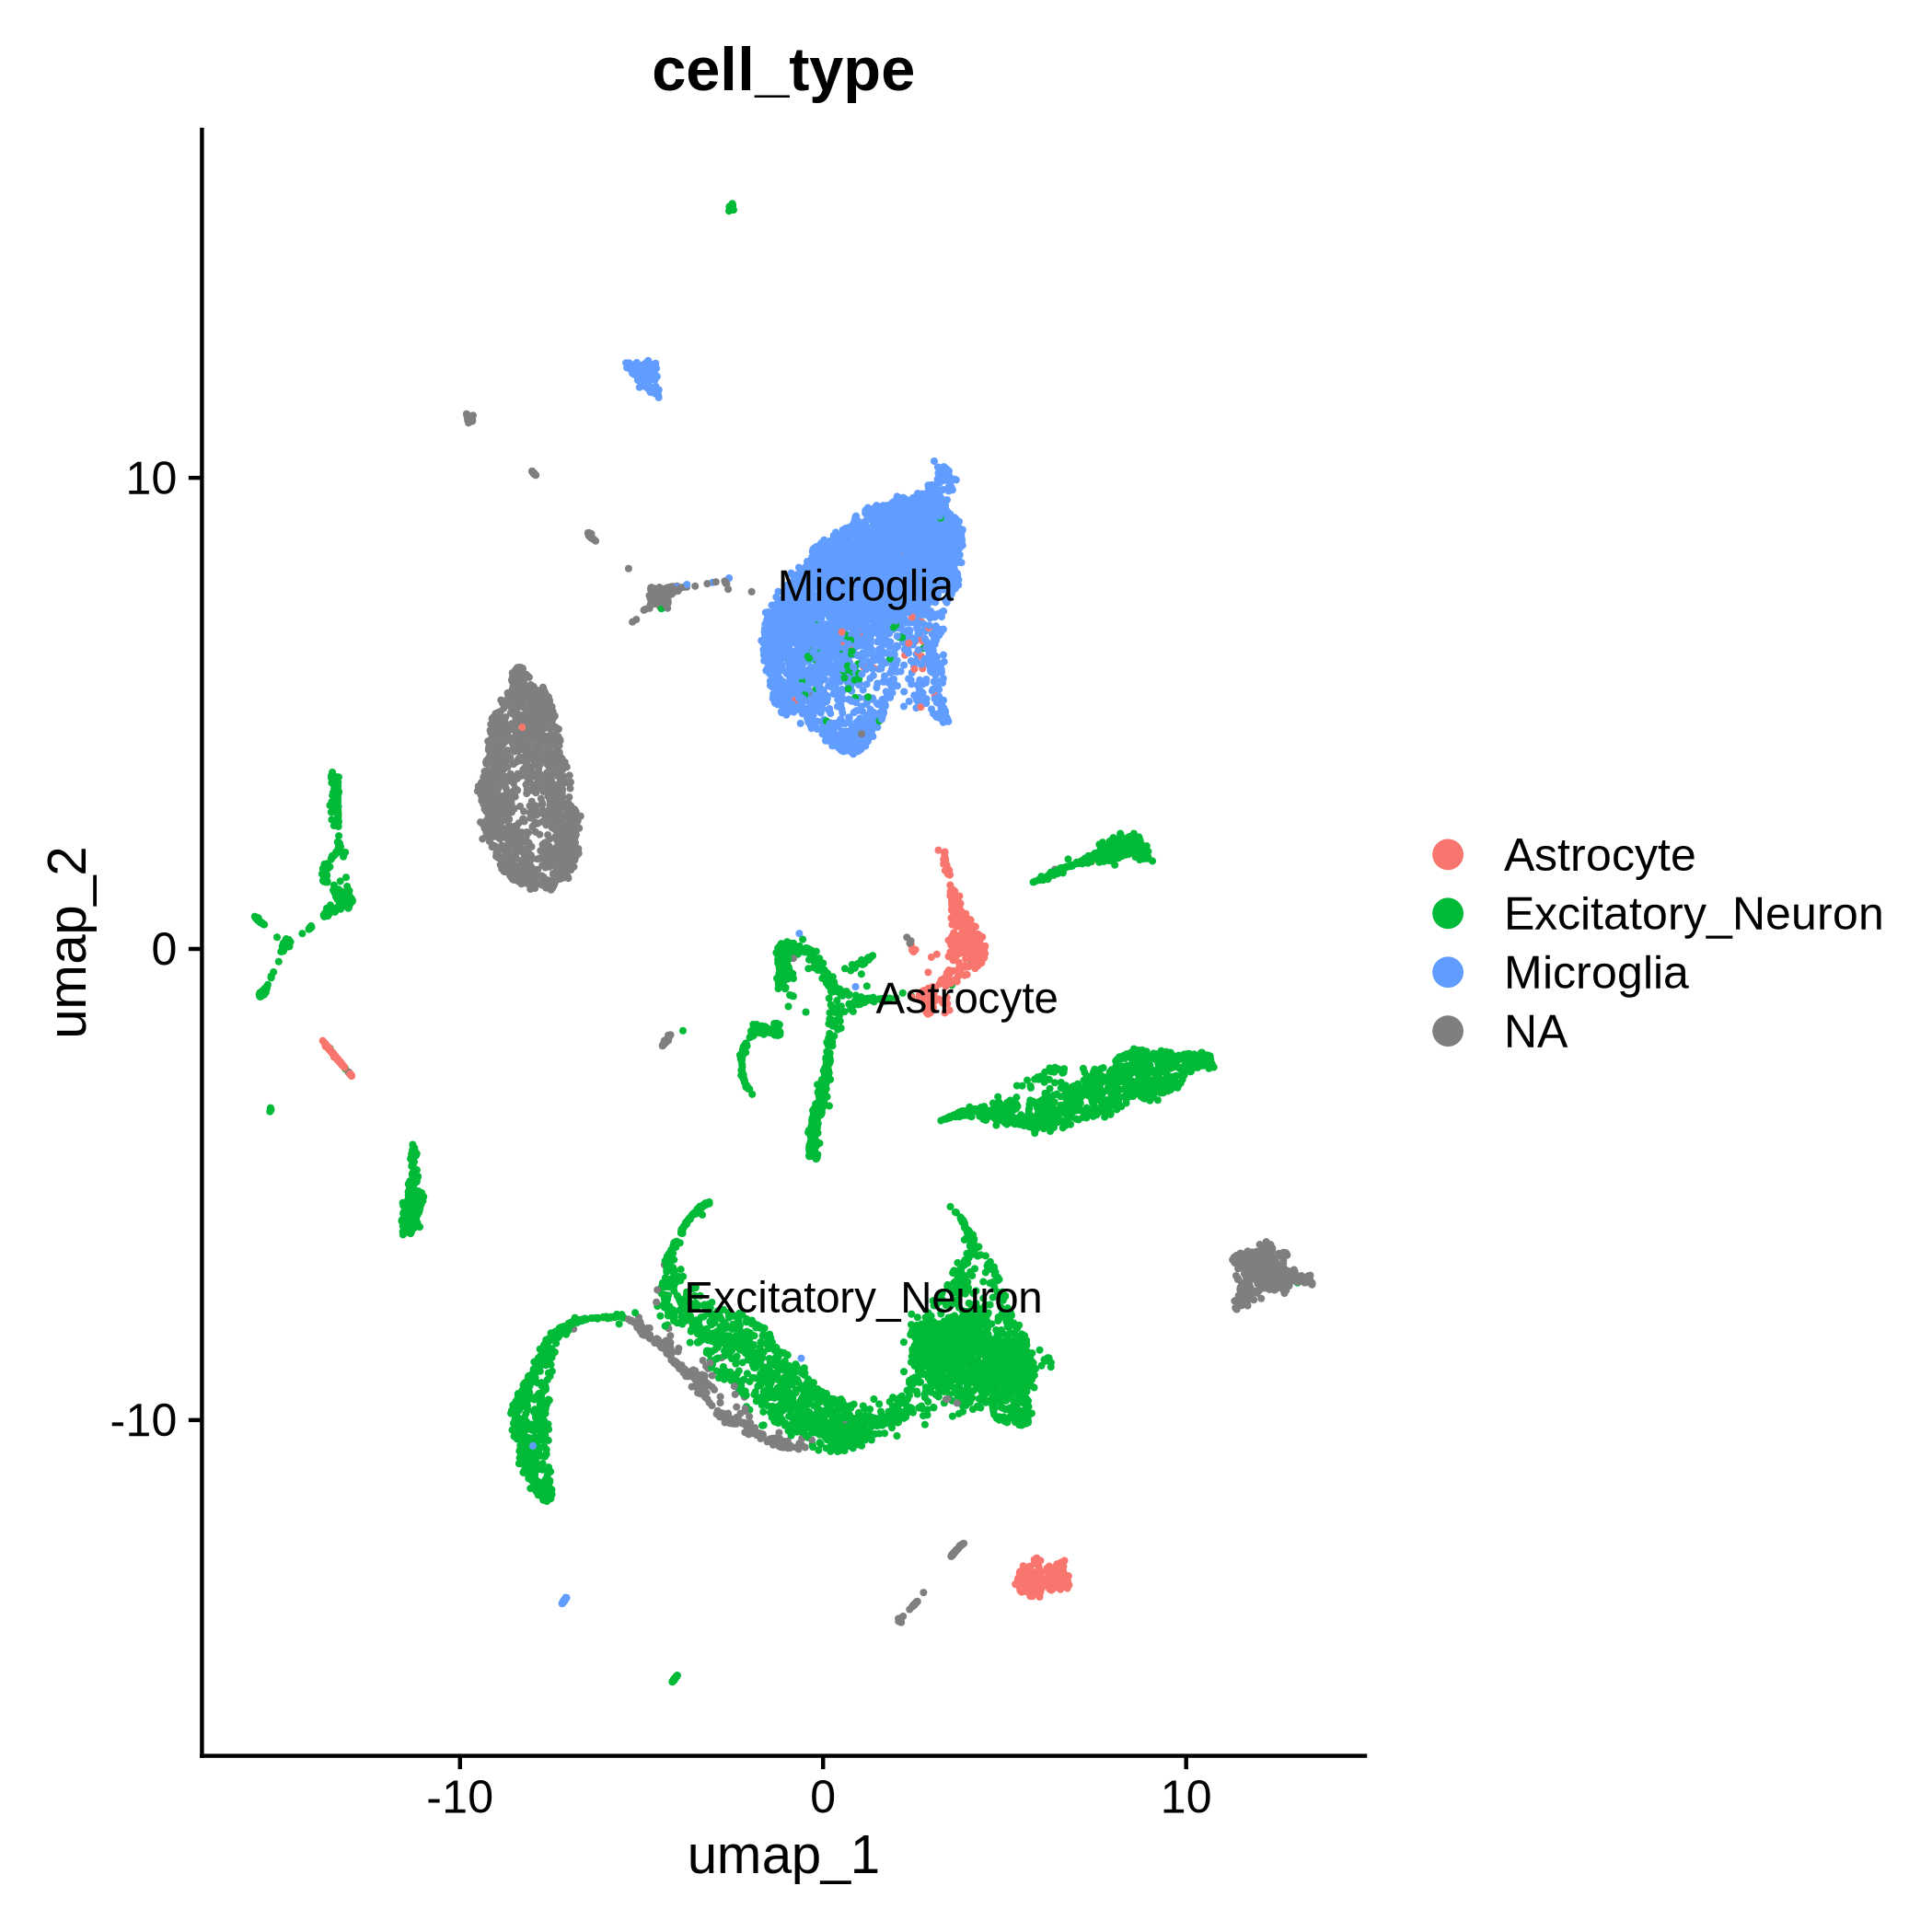 cell_type
umap_2
10
0
-10
Microglia
Astrocyte
Excitatory_Neuron
-10
0
10
umap_1
Astrocyte
Excitatory_Neuron
Microglia
NA